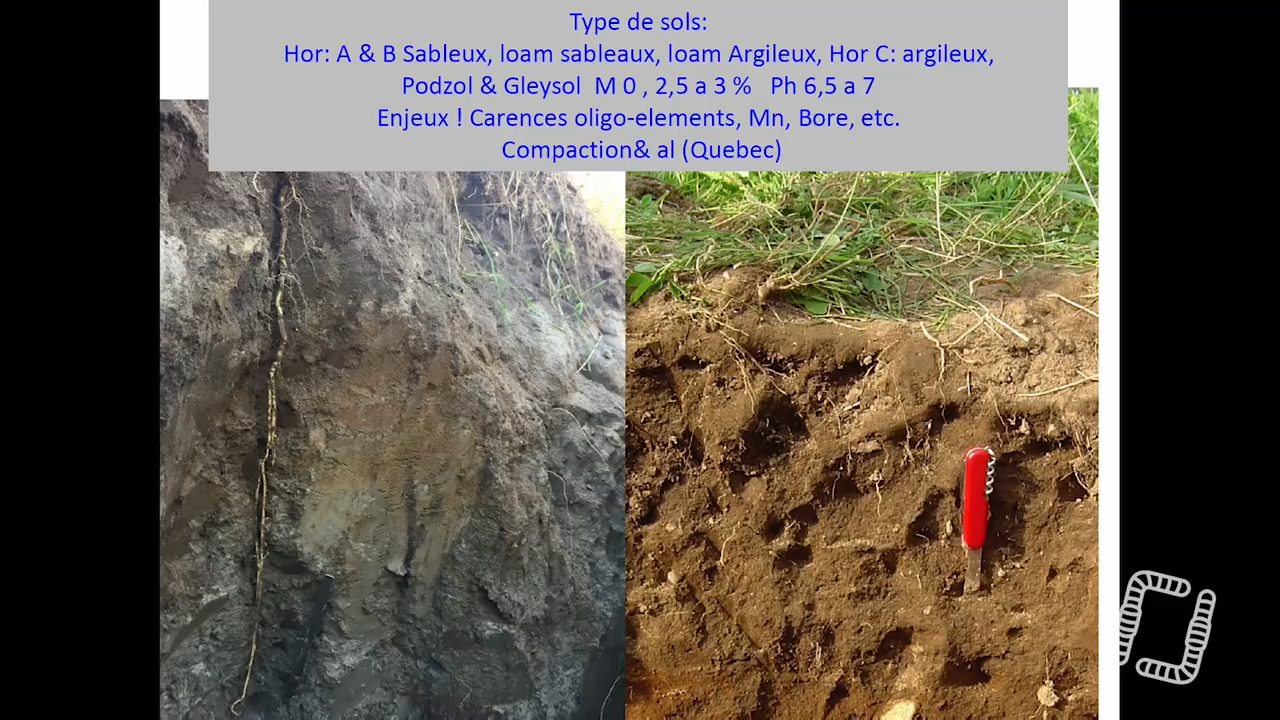 Type de sols:
Hor: A & B Sableux, loam sableaux, loam Argileux, Hor C: argileux,
Podzol & Gleysol  M 0 , 2,5 a 3 %   Ph 6,5 a 7
Enjeux ! Carences oligo-elements, Mn, Bore, etc.
Compaction& al (Quebec)